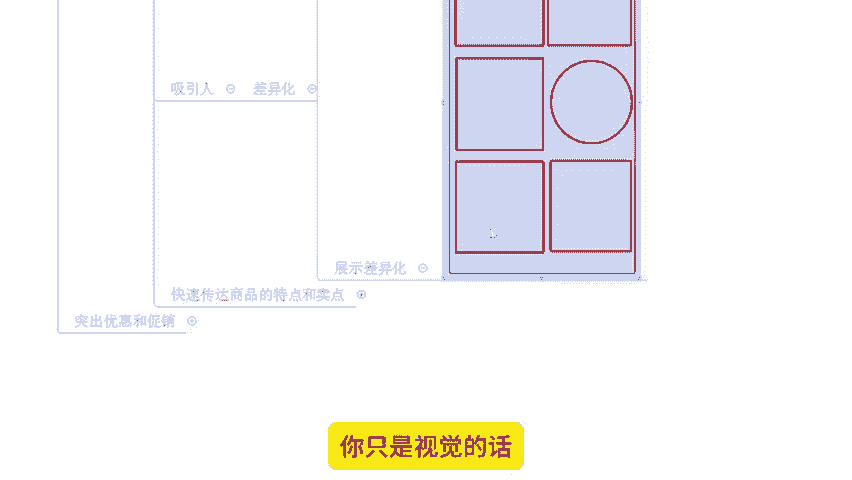 吸引人 差异化
展示差异化
快速传达商品的特点和卖点
突出优惠和促销
你只是视觉的话